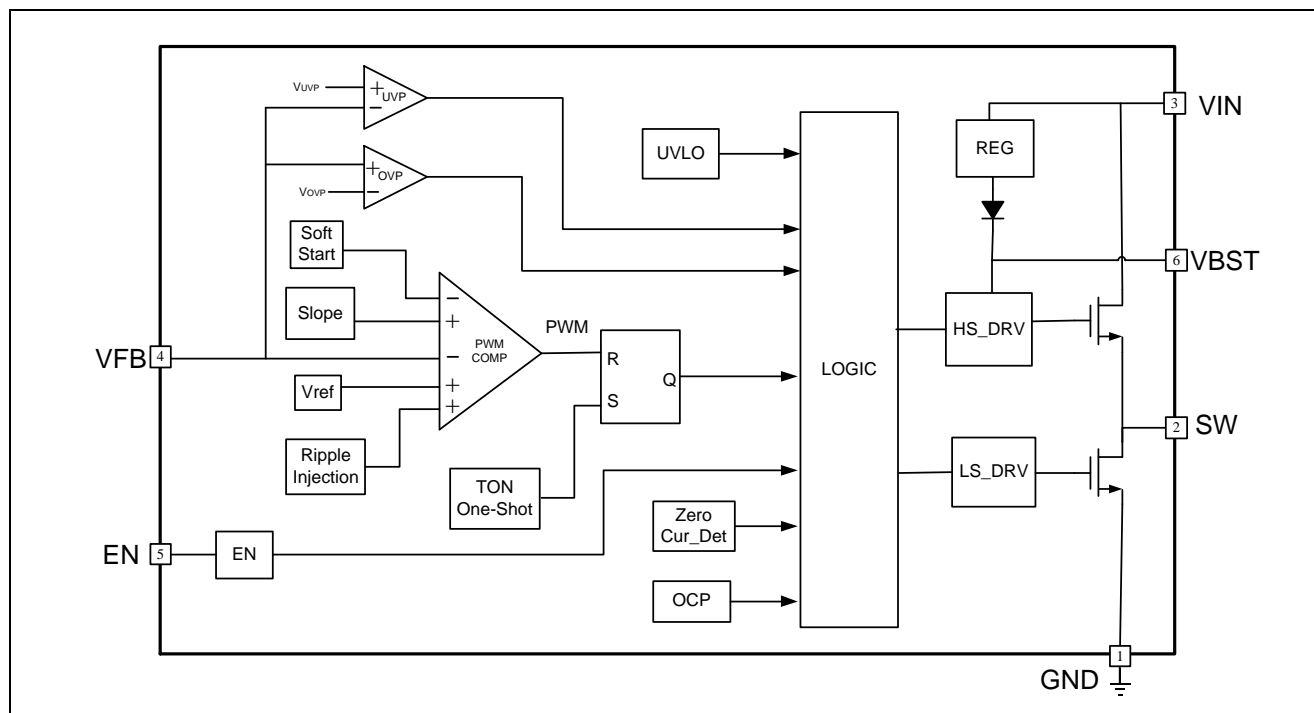 VUVP
+
UVP
−
+
OVP
VOVP
−
UVLO
REG
3
VIN
Soft
Start
−
Slope
+
PWM
COMP
PWM
R
Q
S
VFB
4
−
Vref
+
+
Ripple
Injection
TON
One-Shot
LOGIC
HS_DRV
6
VBST
2
SW
LS_DRV
Zero
Cur_Det
EN
5
EN
OCP
1
GND